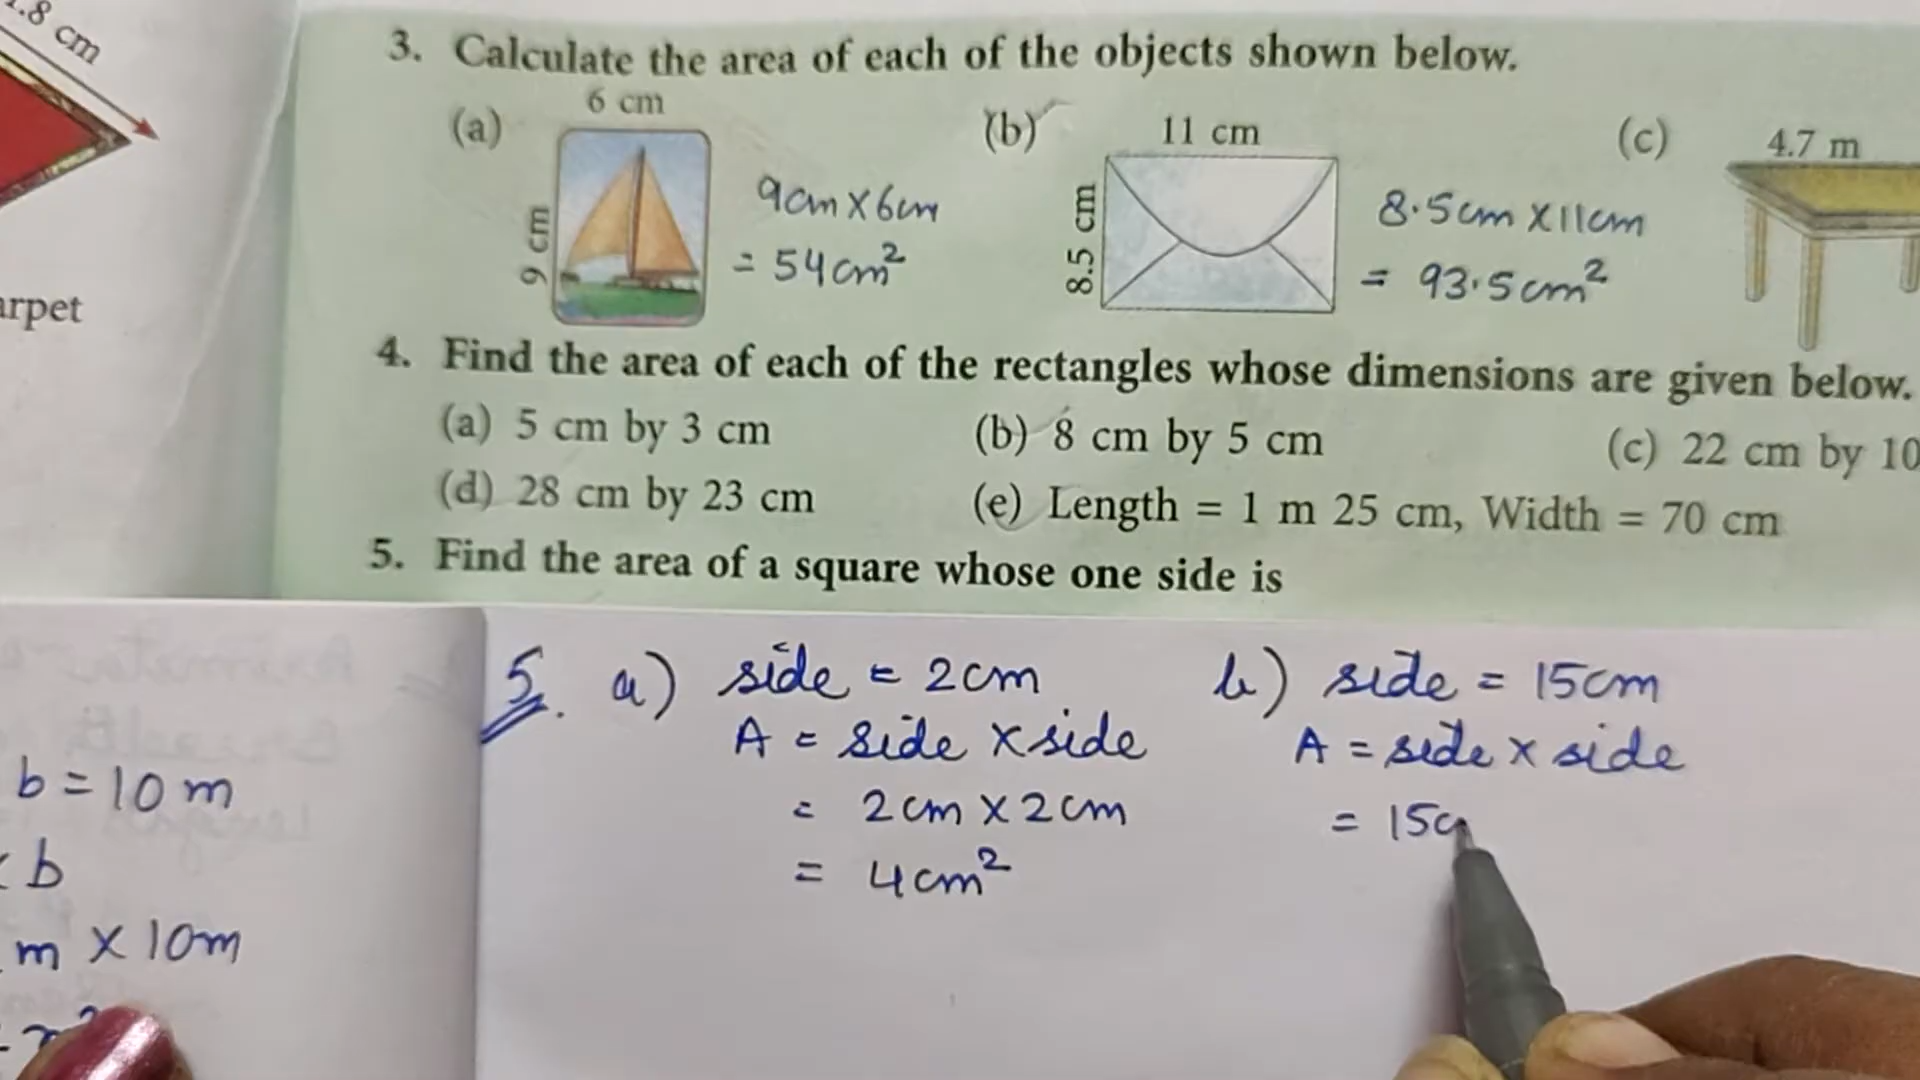 .8 cm
3. Calculate the area of each of the objects shown below.
(a) 6 cm
9 cm
9cm x 6cm
= 54cm²
(b) 11 cm
8.5 cm
8.5cm x 11cm
= 93.5cm²
(c) 4.7 m
arpet
4. Find the area of each of the rectangles whose dimensions are given below.
(a) 5 cm by 3 cm (b) 8 cm by 5 cm (c) 22 cm by 10
(d) 28 cm by 23 cm (e) Length = 1 m 25 cm, Width = 70 cm
5. Find the area of a square whose one side is
5. a) side = 2cm
A = side x side
= 2cm x 2cm
= 4cm²
b) side = 15cm
A = side x side
= 15c
b = 10 m
x b
m x 10m